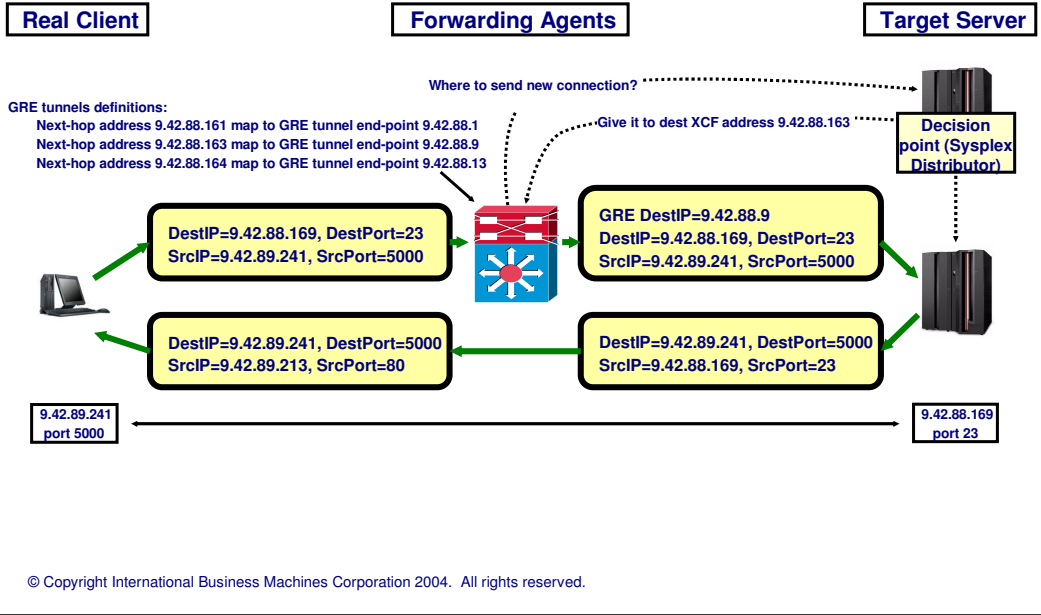 Real Client
Forwarding Agents
Target Server
Where to send new connection?
GRE tunnels definitions:
Next-hop address 9.42.88.161 map to GRE tunnel end-point 9.42.88.1
Next-hop address 9.42.88.163 map to GRE tunnel end-point 9.42.88.9
Next-hop address 9.42.88.164 map to GRE tunnel end-point 9.42.88.13
Give it to dest XCF address 9.42.88.163
Decision
point (Sysplex
Distributor)
DestIP=9.42.88.169, DestPort=23
SrcIP=9.42.89.241, SrcPort=5000
GRE DestIP=9.42.88.9
DestIP=9.42.88.169, DestPort=23
SrcIP=9.42.89.241, SrcPort=5000
DestIP=9.42.89.241, DestPort=5000
SrcIP=9.42.89.213, SrcPort=80
DestIP=9.42.89.241, DestPort=5000
SrcIP=9.42.88.169, SrcPort=23
9.42.89.241
port 5000
9.42.88.169
port 23
© Copyright International Business Machines Corporation 2004. All rights reserved.